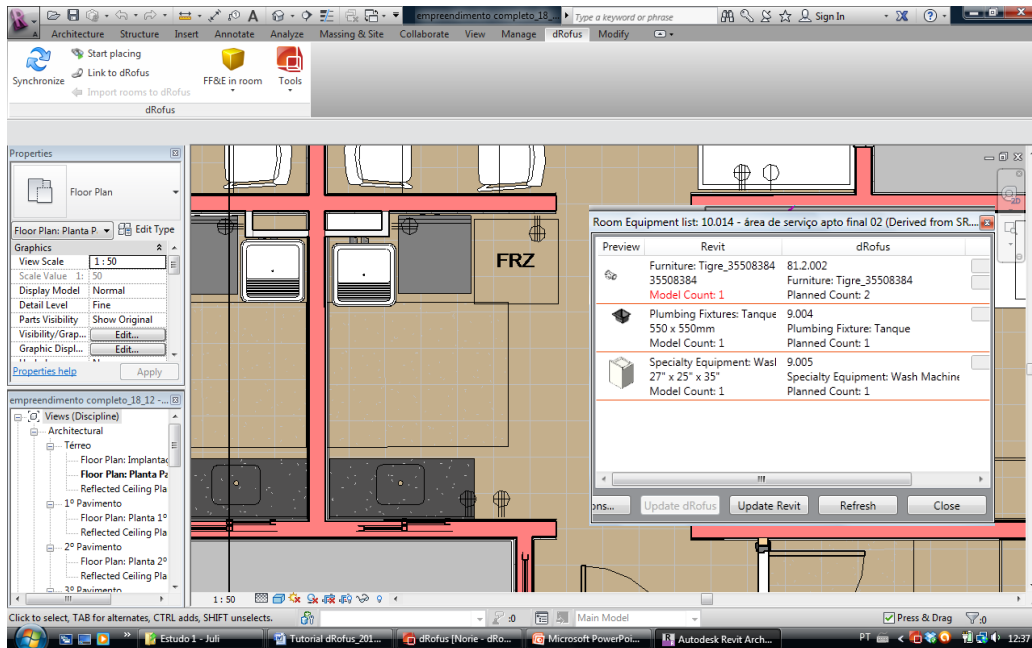 empreendimento completo_18_...
Type a keyword or phrase
Sign In
Architecture Structure Insert Annotate Analyze Massing & Site Collaborate View Manage dRofus Modify
Synchronize
Start placing
Link to dRofus
Import rooms to dRofus
FF&E in room
Tools
dRofus
Properties
Floor Plan
Floor Plan: Planta P
Edit Type
Graphics
View Scale 1 : 50
Scale Value 1: 50
Display Model Normal
Detail Level Fine
Parts Visibility Show Original
Visibility/Grap... Edit...
Graphic Displ... Edit...
Properties help
Apply
empreendimento completo_18_12 -...
Views (Discipline)
Architectural
Térreo
Floor Plan: Implantaç
Floor Plan: Planta Pa
Reflected Ceiling Pla
1º Pavimento
Floor Plan: Planta 1º
Reflected Ceiling Pla
2º Pavimento
Floor Plan: Planta 2º
Reflected Ceiling Pla
3º Pavimento
FRZ
2D
Room Equipment list: 10.014 - área de serviço apto final 02 (Derived from SR....
Preview Revit dRofus
Furniture: Tigre_35508384 81.2.002
35508384 Furniture: Tigre_35508384
Model Count: 1 Planned Count: 2
Plumbing Fixtures: Tanque 9.004
550 x 550mm Plumbing Fixture: Tanque
Model Count: 1 Planned Count: 1
Specialty Equipment: Wasl 9.005
27" x 25" x 35" Specialty Equipment: Wash Machine
Model Count: 1 Planned Count: 1
ons... Update dRofus Update Revit Refresh Close
1 : 50
Click to select, TAB for alternates, CTRL adds, SHIFT unselects.
:0
Main Model
Press & Drag
:0
Estudo 1 - Juli
Tutorial dRofus_201...
dRofus [Norie - dRo...
Microsoft PowerPoi...
Autodesk Revit Arch...
PT
12:37